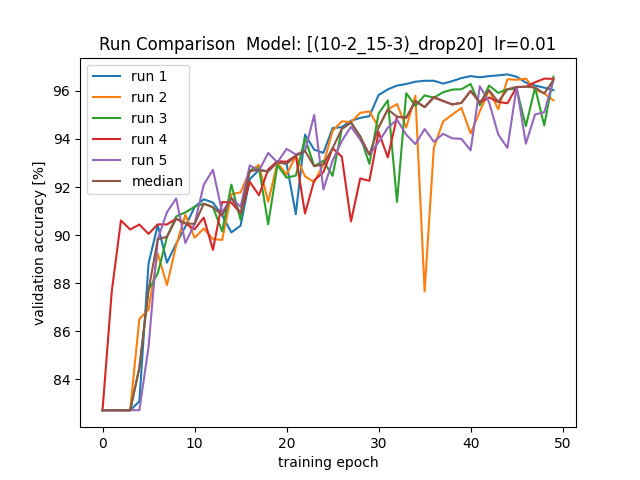 Run Comparison  Model: [(10-2_15-3)_drop20]  lr=0.01
run 1
run 2
run 3
run 4
run 5
median
validation accuracy [%]
96
94
92
90
88
86
84
0
10
20
30
40
50
training epoch